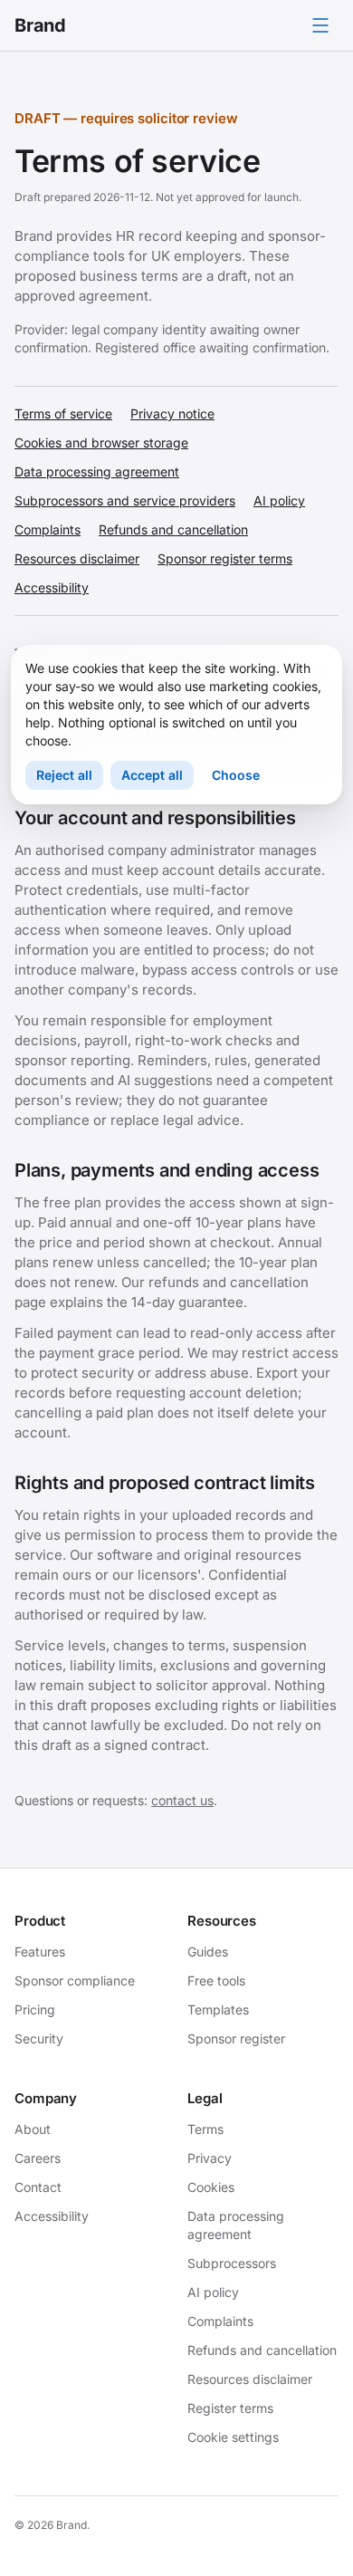 Brand
DRAFT — requires solicitor review
Terms of service
Draft prepared 2026-11-12. Not yet approved for launch.
Brand provides HR record keeping and sponsor-
compliance tools for UK employers. These
proposed business terms are a draft, not an
approved agreement.
Provider: legal company identity awaiting owner
confirmation. Registered office awaiting confirmation.
Terms of service Privacy notice
Cookies and browser storage
Data processing agreement
Subprocessors and service providers AI policy
Complaints Refunds and cancellation
Resources disclaimer Sponsor register terms
Accessibility
We use cookies that keep the site working. With
your say-so we would also use marketing cookies,
on this website only, to see which of our adverts
help. Nothing optional is switched on until you
choose.
Reject all Accept all Choose
Your account and responsibilities
An authorised company administrator manages
access and must keep account details accurate.
Protect credentials, use multi-factor
authentication where required, and remove
access when someone leaves. Only upload
information you are entitled to process; do not
introduce malware, bypass access controls or use
another company's records.
You remain responsible for employment
decisions, payroll, right-to-work checks and
sponsor reporting. Reminders, rules, generated
documents and AI suggestions need a competent
person's review; they do not guarantee
compliance or replace legal advice.
Plans, payments and ending access
The free plan provides the access shown at sign-
up. Paid annual and one-off 10-year plans have
the price and period shown at checkout. Annual
plans renew unless cancelled; the 10-year plan
does not renew. Our refunds and cancellation
page explains the 14-day guarantee.
Failed payment can lead to read-only access after
the payment grace period. We may restrict access
to protect security or address abuse. Export your
records before requesting account deletion;
cancelling a paid plan does not itself delete your
account.
Rights and proposed contract limits
You retain rights in your uploaded records and
give us permission to process them to provide the
service. Our software and original resources
remain ours or our licensors'. Confidential
records must not be disclosed except as
authorised or required by law.
Service levels, changes to terms, suspension
notices, liability limits, exclusions and governing
law remain subject to solicitor approval. Nothing
in this draft proposes excluding rights or liabilities
that cannot lawfully be excluded. Do not rely on
this draft as a signed contract.
Questions or requests: contact us.
Product
Features
Sponsor compliance
Pricing
Security
Resources
Guides
Free tools
Templates
Sponsor register
Company
About
Careers
Contact
Accessibility
Legal
Terms
Privacy
Cookies
Data processing
agreement
Subprocessors
AI policy
Complaints
Refunds and cancellation
Resources disclaimer
Register terms
Cookie settings
© 2026 Brand.